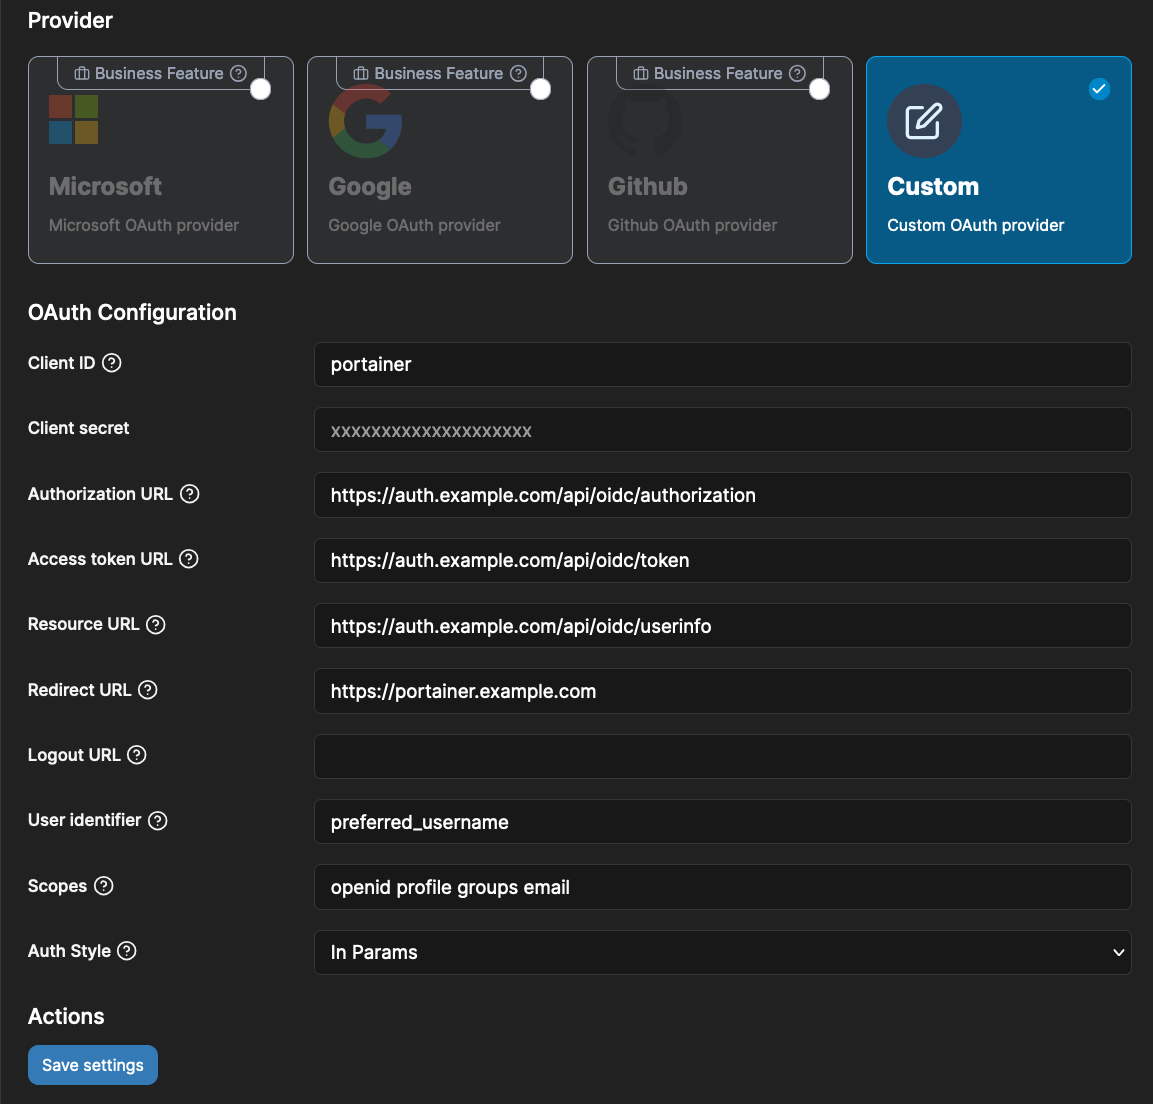 Provider
Business Feature
Business Feature
Business Feature
Microsoft
Microsoft OAuth provider
Google
Google OAuth provider
Github
Github OAuth provider
Custom
Custom OAuth provider
OAuth Configuration
Client ID
portainer
Client secret
xxxxxxxxxxxxxxxxxxxx
Authorization URL
https://auth.example.com/api/oidc/authorization
Access token URL
https://auth.example.com/api/oidc/token
Resource URL
https://auth.example.com/api/oidc/userinfo
Redirect URL
https://portainer.example.com
Logout URL
User identifier
preferred_username
Scopes
openid profile groups email
Auth Style
In Params
Actions
Save settings